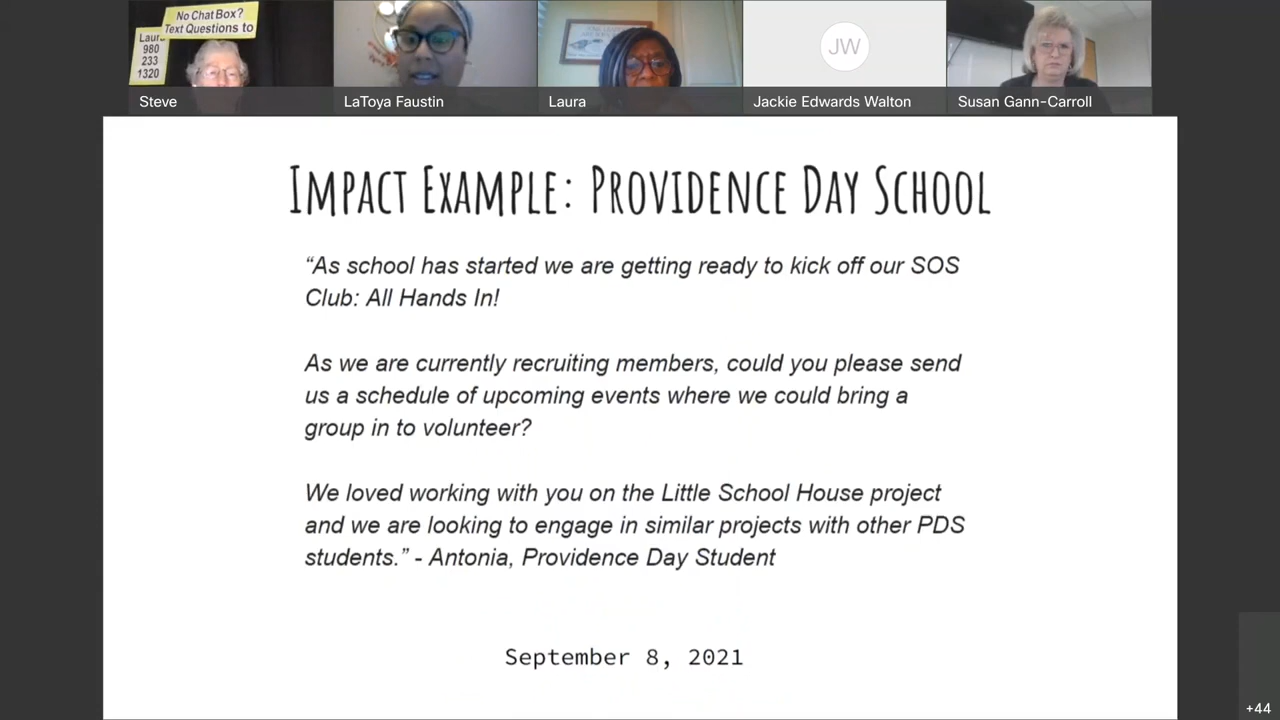 No Chat Box?
Text Questions to
Laur
980
233
1320
Steve
LaToya Faustin
Laura
JW
Jackie Edwards Walton
Susan Gann-Carroll
Impact Example: Providence Day School
“As school has started we are getting ready to kick off our SOS
Club: All Hands In!
As we are currently recruiting members, could you please send
us a schedule of upcoming events where we could bring a
group in to volunteer?
We loved working with you on the Little School House project
and we are looking to engage in similar projects with other PDS
students.” - Antonia, Providence Day Student
September 8, 2021
+44